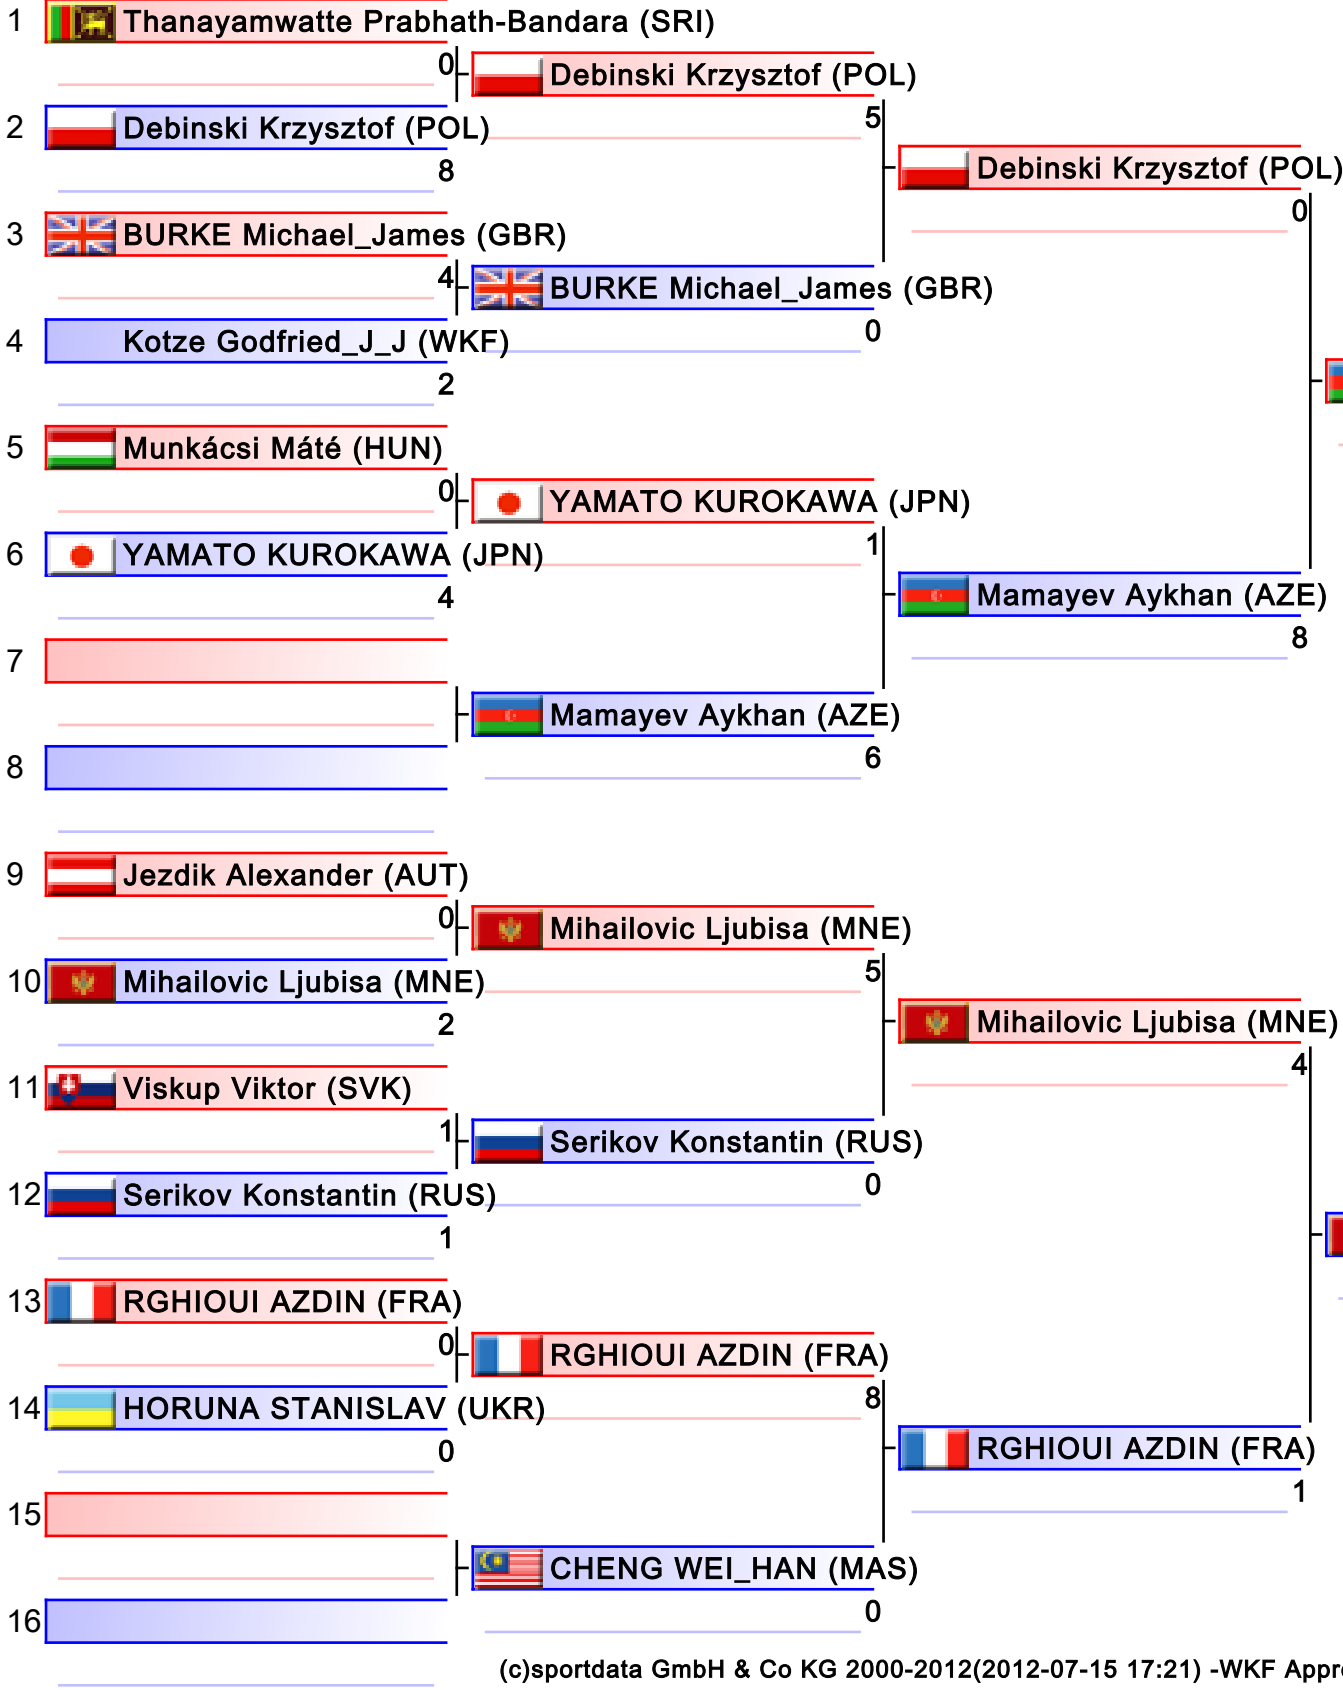 1 Thanayamwatte Prabhath-Bandara (SRI)
0
Debinski Krzysztof (POL)
5
2 Debinski Krzysztof (POL)
8
Debinski Krzysztof (POL)
0
3 BURKE Michael_James (GBR)
4
BURKE Michael_James (GBR)
0
4 Kotze Godfried_J_J (WKF)
2
5 Munkácsi Máté (HUN)
0
YAMATO KUROKAWA (JPN)
1
6 YAMATO KUROKAWA (JPN)
4
Mamayev Aykhan (AZE)
8
7
Mamayev Aykhan (AZE)
6
8
9 Jezdik Alexander (AUT)
0
Mihailovic Ljubisa (MNE)
5
10 Mihailovic Ljubisa (MNE)
2
Mihailovic Ljubisa (MNE)
4
11 Viskup Viktor (SVK)
1
Serikov Konstantin (RUS)
0
12 Serikov Konstantin (RUS)
1
13 RGHIOUI AZDIN (FRA)
0
RGHIOUI AZDIN (FRA)
8
14 HORUNA STANISLAV (UKR)
0
RGHIOUI AZDIN (FRA)
1
15
CHENG WEI_HAN (MAS)
0
16
(c)sportdata GmbH & Co KG 2000-2012(2012-07-15 17:21) -WKF Appr